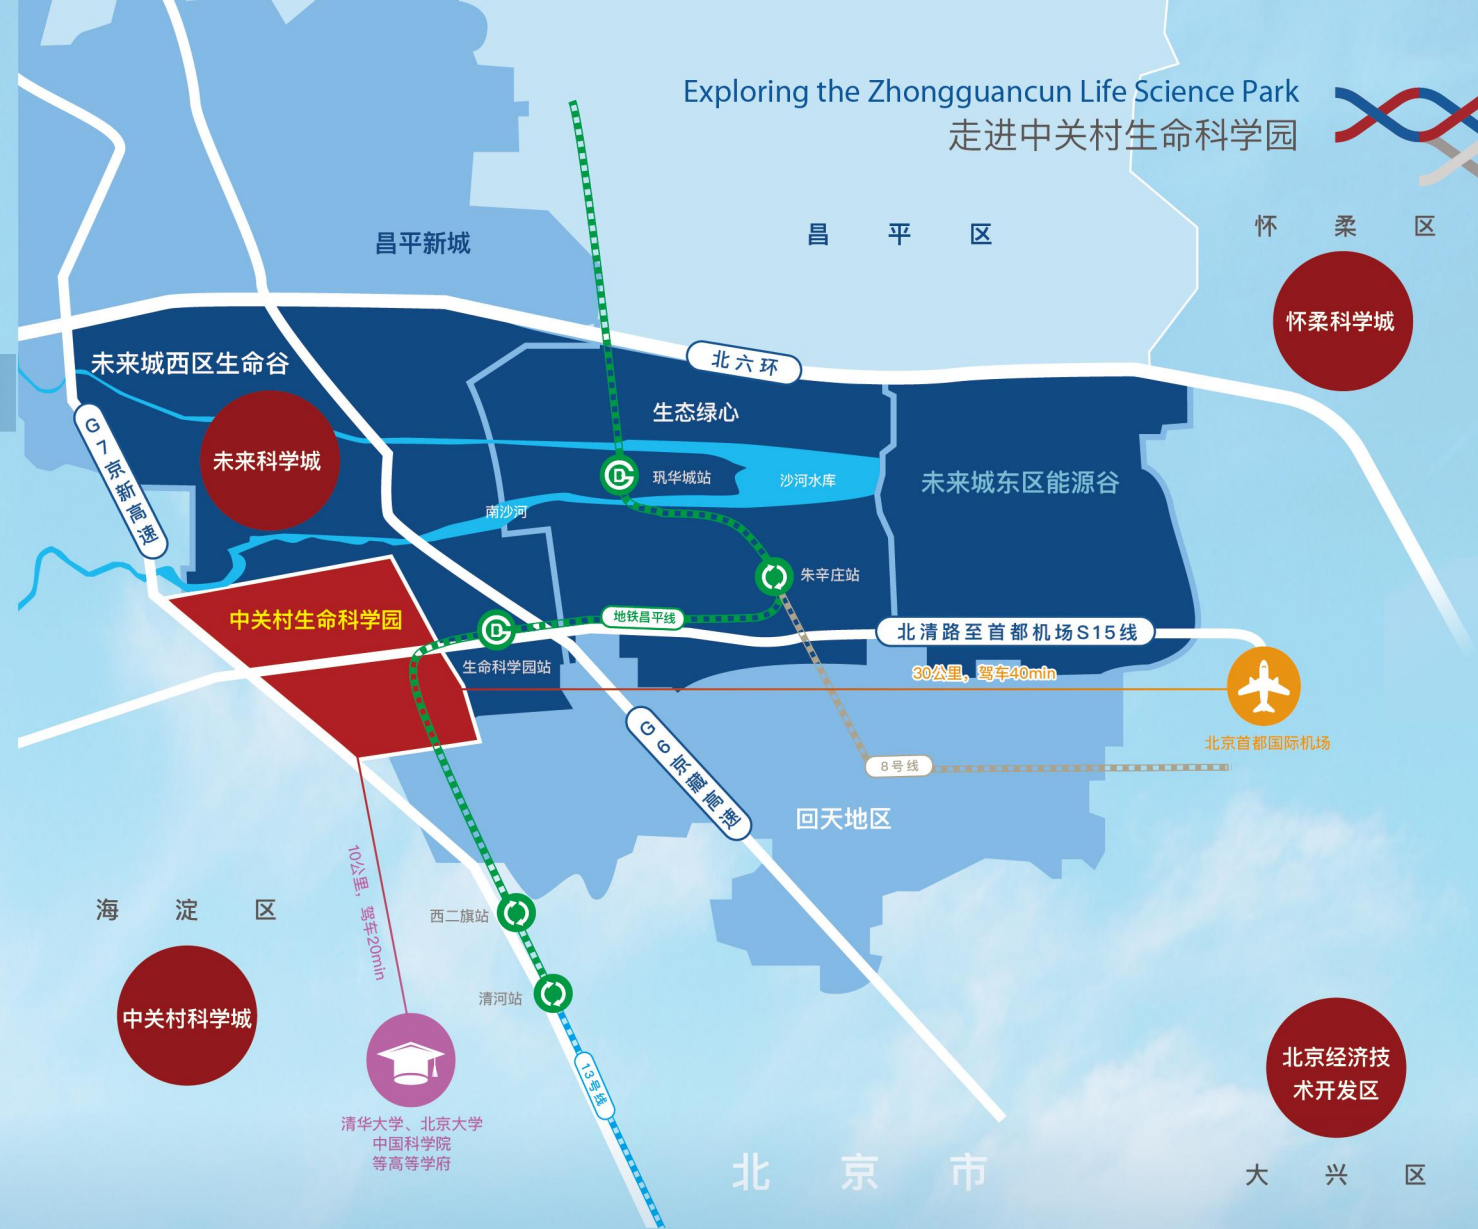 Exploring the Zhongguancun Life Science Park
走进中关村生命科学园
怀柔区
昌平区
昌平新城
怀柔科学城
北六环
未来城西区生命谷
生态绿心
G7京新高速
未来科学城
巩华城站
沙河水库
未来城东区能源谷
南沙河
朱辛庄站
中关村生命科学园
地铁昌平线
北清路至首都机场S15线
生命科学园站
30公里，驾车40min
北京首都国际机场
G6京藏高速
8号线
回天地区
10公里，驾车20min
海淀区
西二旗站
中关村科学城
清河站
13号线
北京经济技
术开发区
清华大学、北京大学
中国科学院
等高等学府
北京市
大兴区